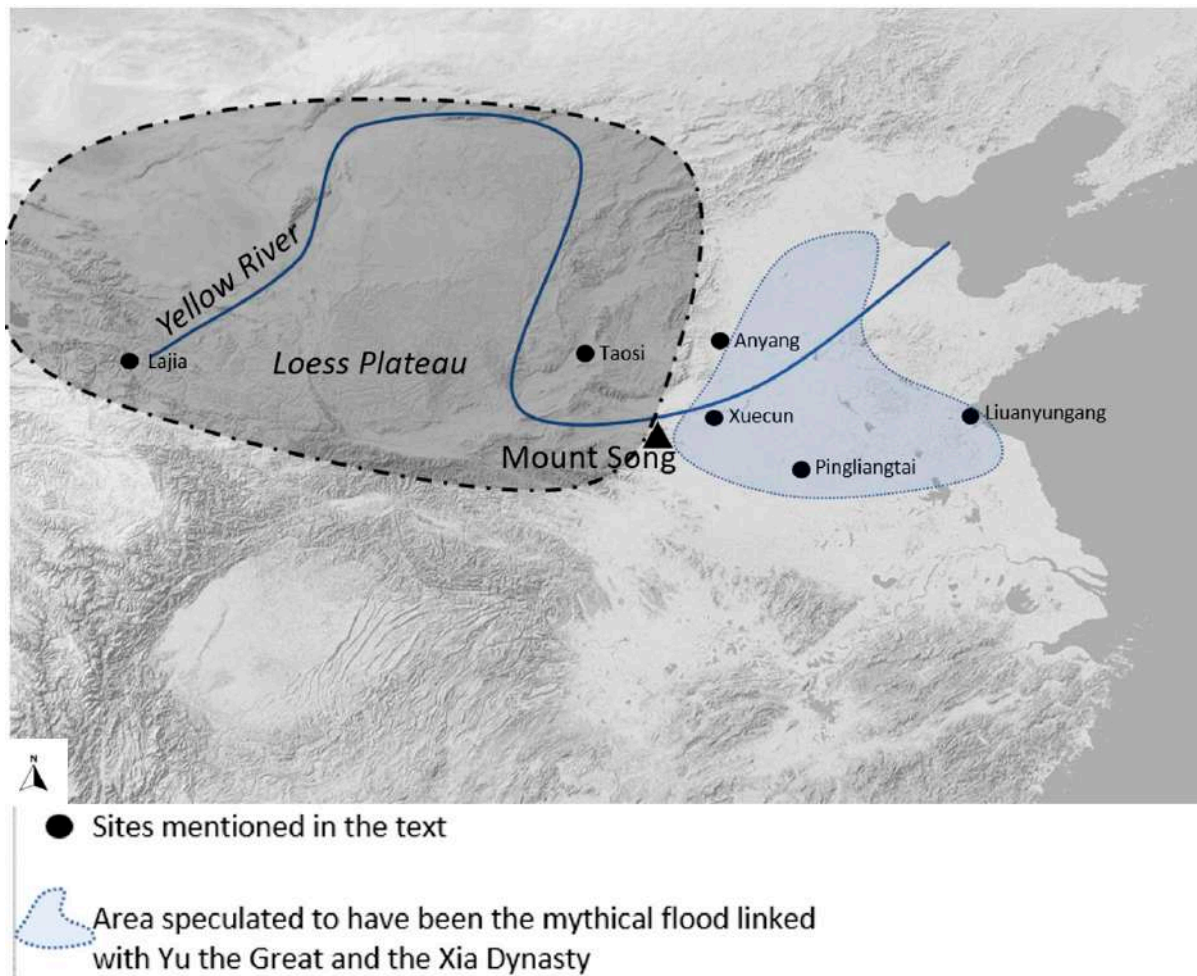 Yellow River
Lajia
Loess Plateau
Taosi
Anyang
Xuecun
Liuanyungang
Mount Song
Pingliangtai
N
Sites mentioned in the text
Area speculated to have been the mythical flood linked
with Yu the Great and the Xia Dynasty